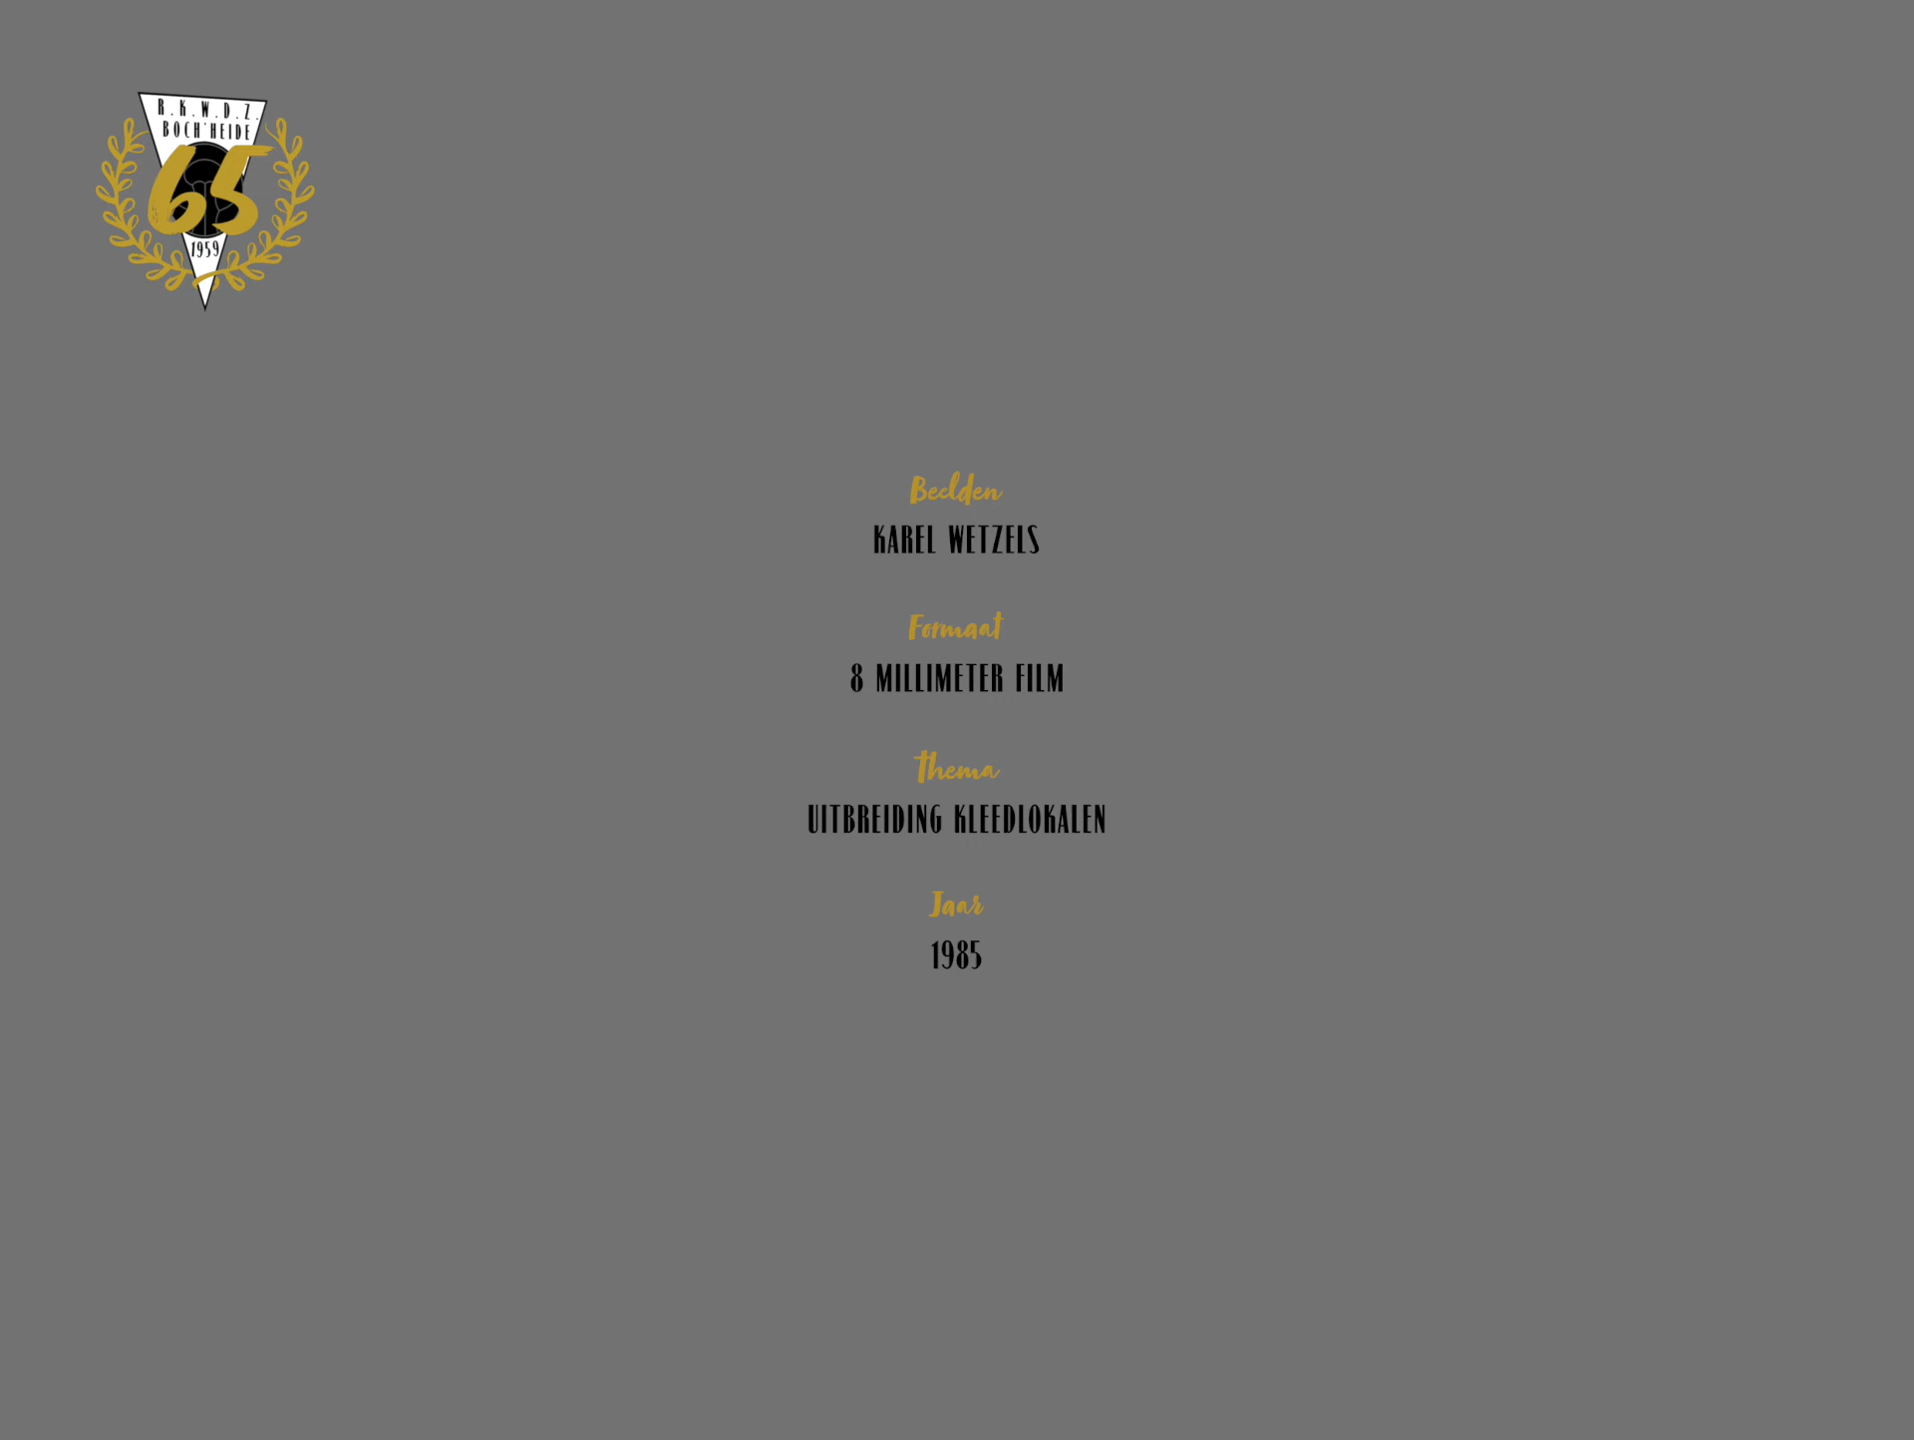 R.K.W.D.Z.
BOCH'HEIDE
65
1959
Beelden
KAREL WETZELS
Formaat
8 MILLIMETER FILM
Thema
UITBREIDING KLEEDLOKALEN
Jaar
1985